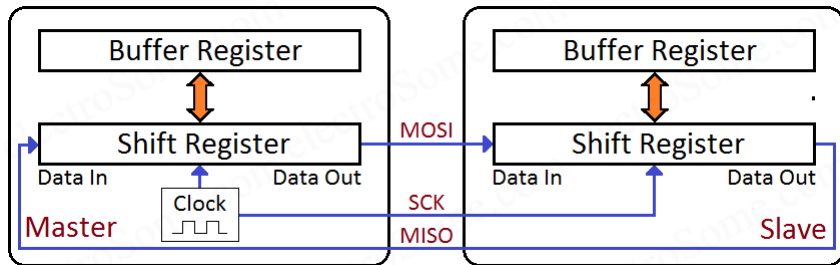 Buffer Register
Buffer Register
Shift Register
MOSI
Shift Register
Data In
Data Out
Data In
Data Out
Clock
SCK
Master
MISO
Slave